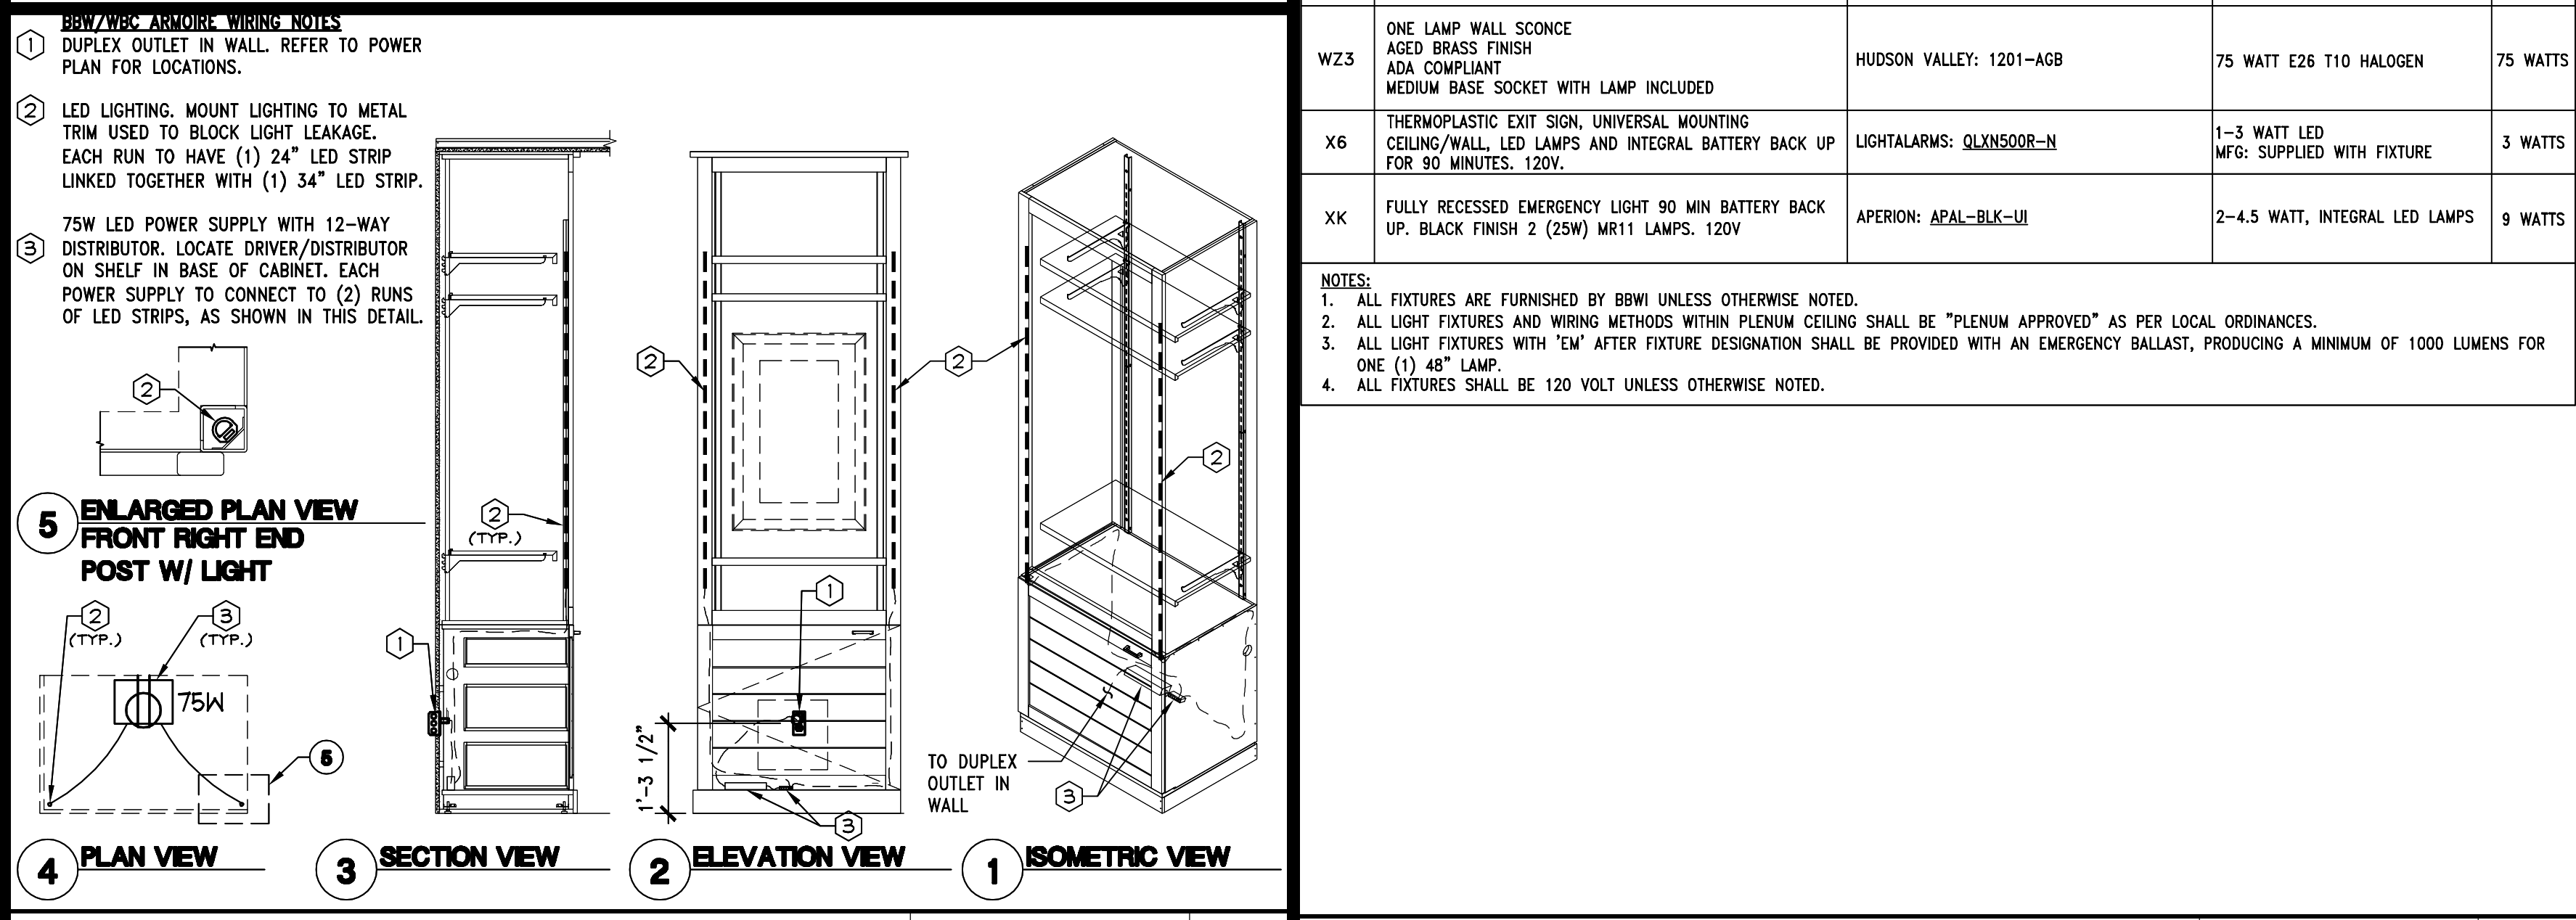 BBW/WBC ARMOIRE WIRING NOTES
1 DUPLEX OUTLET IN WALL. REFER TO POWER
PLAN FOR LOCATIONS.
2 LED LIGHTING. MOUNT LIGHTING TO METAL
TRIM USED TO BLOCK LIGHT LEAKAGE.
EACH RUN TO HAVE (1) 24" LED STRIP
LINKED TOGETHER WITH (1) 34" LED STRIP.
75W LED POWER SUPPLY WITH 12-WAY
3 DISTRIBUTOR. LOCATE DRIVER/DISTRIBUTOR
ON SHELF IN BASE OF CABINET. EACH
POWER SUPPLY TO CONNECT TO (2) RUNS
OF LED STRIPS, AS SHOWN IN THIS DETAIL.
2
5 ENLARGED PLAN VIEW
FRONT RIGHT END
POST W/ LIGHT
2
(TYP.)
3
(TYP.)
75W
5
4 PLAN VIEW
2
(TYP.)
1
3 SECTION VIEW
2
2
1
1'-3 1/2"
3
2 ELEVATION VIEW
2
TO DUPLEX
OUTLET IN
WALL
3
1 ISOMETRIC VIEW
WZ3
ONE LAMP WALL SCONCE
AGED BRASS FINISH
ADA COMPLIANT
MEDIUM BASE SOCKET WITH LAMP INCLUDED
HUDSON VALLEY: 1201-AGB
75 WATT E26 T10 HALOGEN
75 WATTS
X6
THERMOPLASTIC EXIT SIGN, UNIVERSAL MOUNTING
CEILING/WALL, LED LAMPS AND INTEGRAL BATTERY BACK UP
FOR 90 MINUTES. 120V.
LIGHTALARMS: QLXN500R-N
1-3 WATT LED
MFG: SUPPLIED WITH FIXTURE
3 WATTS
XK
FULLY RECESSED EMERGENCY LIGHT 90 MIN BATTERY BACK
UP. BLACK FINISH 2 (25W) MR11 LAMPS. 120V
APERION: APAL-BLK-UI
2-4.5 WATT, INTEGRAL LED LAMPS
9 WATTS
NOTES:
1. ALL FIXTURES ARE FURNISHED BY BBWI UNLESS OTHERWISE NOTED.
2. ALL LIGHT FIXTURES AND WIRING METHODS WITHIN PLENUM CEILING SHALL BE "PLENUM APPROVED" AS PER LOCAL ORDINANCES.
3. ALL LIGHT FIXTURES WITH 'EM' AFTER FIXTURE DESIGNATION SHALL BE PROVIDED WITH AN EMERGENCY BALLAST, PRODUCING A MINIMUM OF 1000 LUMENS FOR
ONE (1) 48" LAMP.
4. ALL FIXTURES SHALL BE 120 VOLT UNLESS OTHERWISE NOTED.